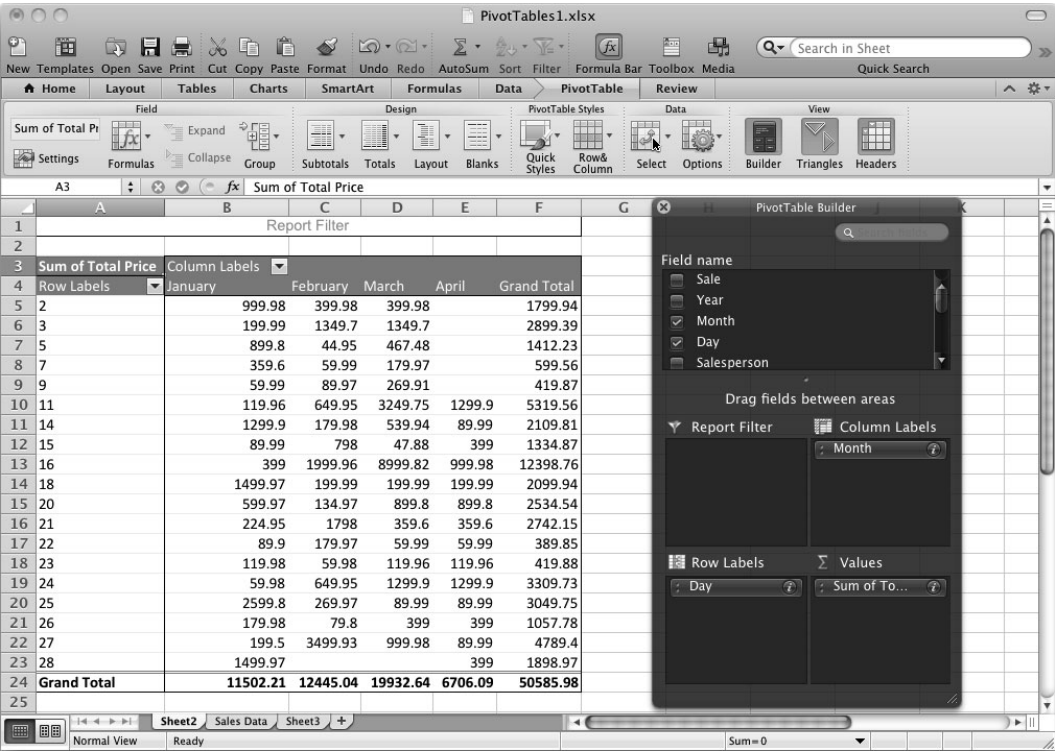 PivotTables1.xlsx
Search in Sheet
New Templates Open Save Print Cut Copy Paste Format Undo Redo AutoSum Sort Filter Formula Bar Toolbox Media Quick Search
Home Layout Tables Charts SmartArt Formulas Data PivotTable Review
Field Design PivotTable Styles Data View
Sum of Total Pr Expand
Settings Formulas Collapse Group Subtotals Totals Layout Blanks Quick Styles Row& Column Select Options Builder Triangles Headers
A3 fx Sum of Total Price
A B C D E F G H J K
1 Report Filter
2
3 Sum of Total Price Column Labels
4 Row Labels January February March April Grand Total
5 2 999.98 399.98 399.98 1799.94
6 3 199.99 1349.7 1349.7 2899.39
7 5 899.8 44.95 467.48 1412.23
8 7 359.6 59.99 179.97 599.56
9 9 59.99 89.97 269.91 419.87
10 11 119.96 649.95 3249.75 1299.9 5319.56
11 14 1299.9 179.98 539.94 89.99 2109.81
12 15 89.99 798 47.88 399 1334.87
13 16 399 1999.96 8999.82 999.98 12398.76
14 18 1499.97 199.99 199.99 199.99 2099.94
15 20 599.97 134.97 899.8 899.8 2534.54
16 21 224.95 1798 359.6 359.6 2742.15
17 22 89.9 179.97 59.99 59.99 389.85
18 23 119.98 59.98 119.96 119.96 419.88
19 24 59.98 649.95 1299.9 1299.9 3309.73
20 25 2599.8 269.97 89.99 89.99 3049.75
21 26 179.98 79.8 399 399 1057.78
22 27 199.5 3499.93 999.98 89.99 4789.4
23 28 1499.97 399 1898.97
24 Grand Total 11502.21 12445.04 19932.64 6706.09 50585.98
25
PivotTable Builder
Field name
Sale
Year
Month
Day
Salesperson
Drag fields between areas
Report Filter Column Labels
Month
Row Labels Values
Day Sum of To...
Sheet2 Sales Data Sheet3 +
Normal View Ready Sum=0